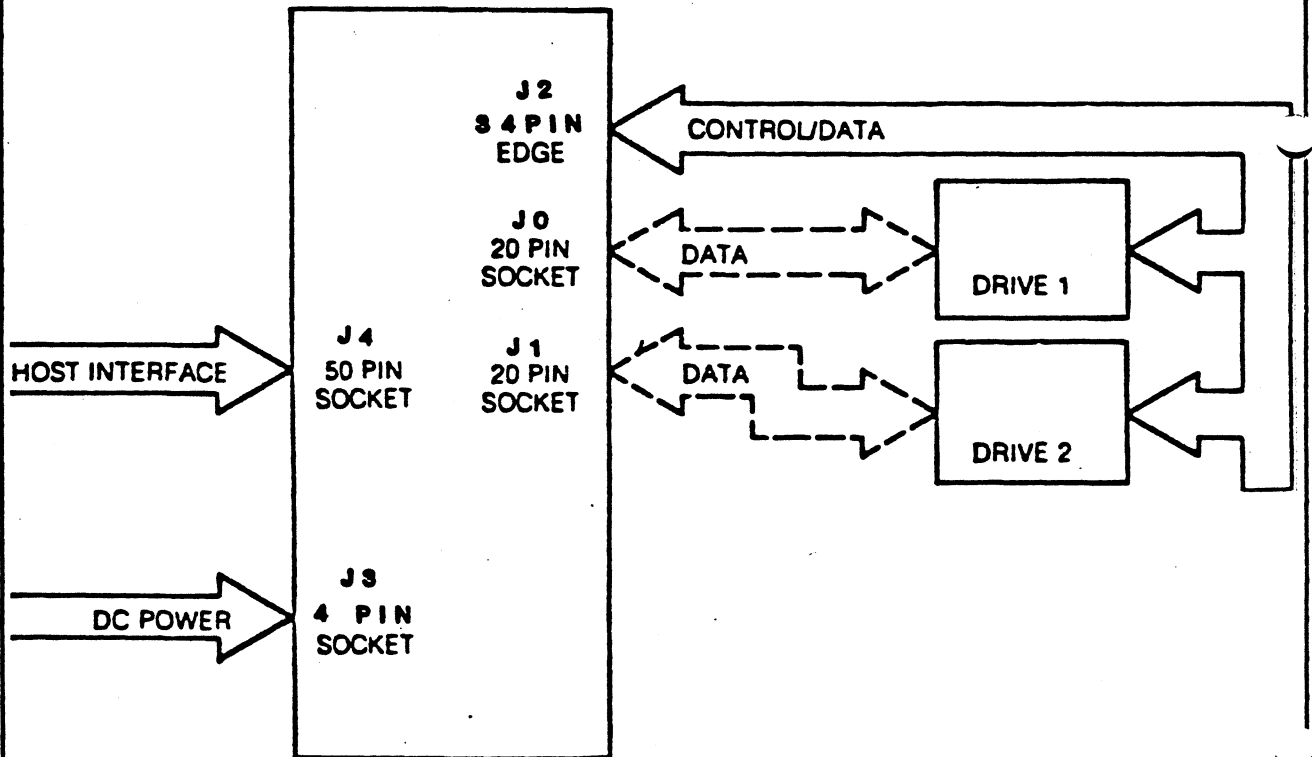 J2
34PIN
EDGE
CONTROL/DATA
J0
20 PIN
SOCKET
DATA
DRIVE 1
HOST INTERFACE
J4
50 PIN
SOCKET
J1
20 PIN
SOCKET
DATA
DRIVE 2
DC POWER
J3
4 PIN
SOCKET